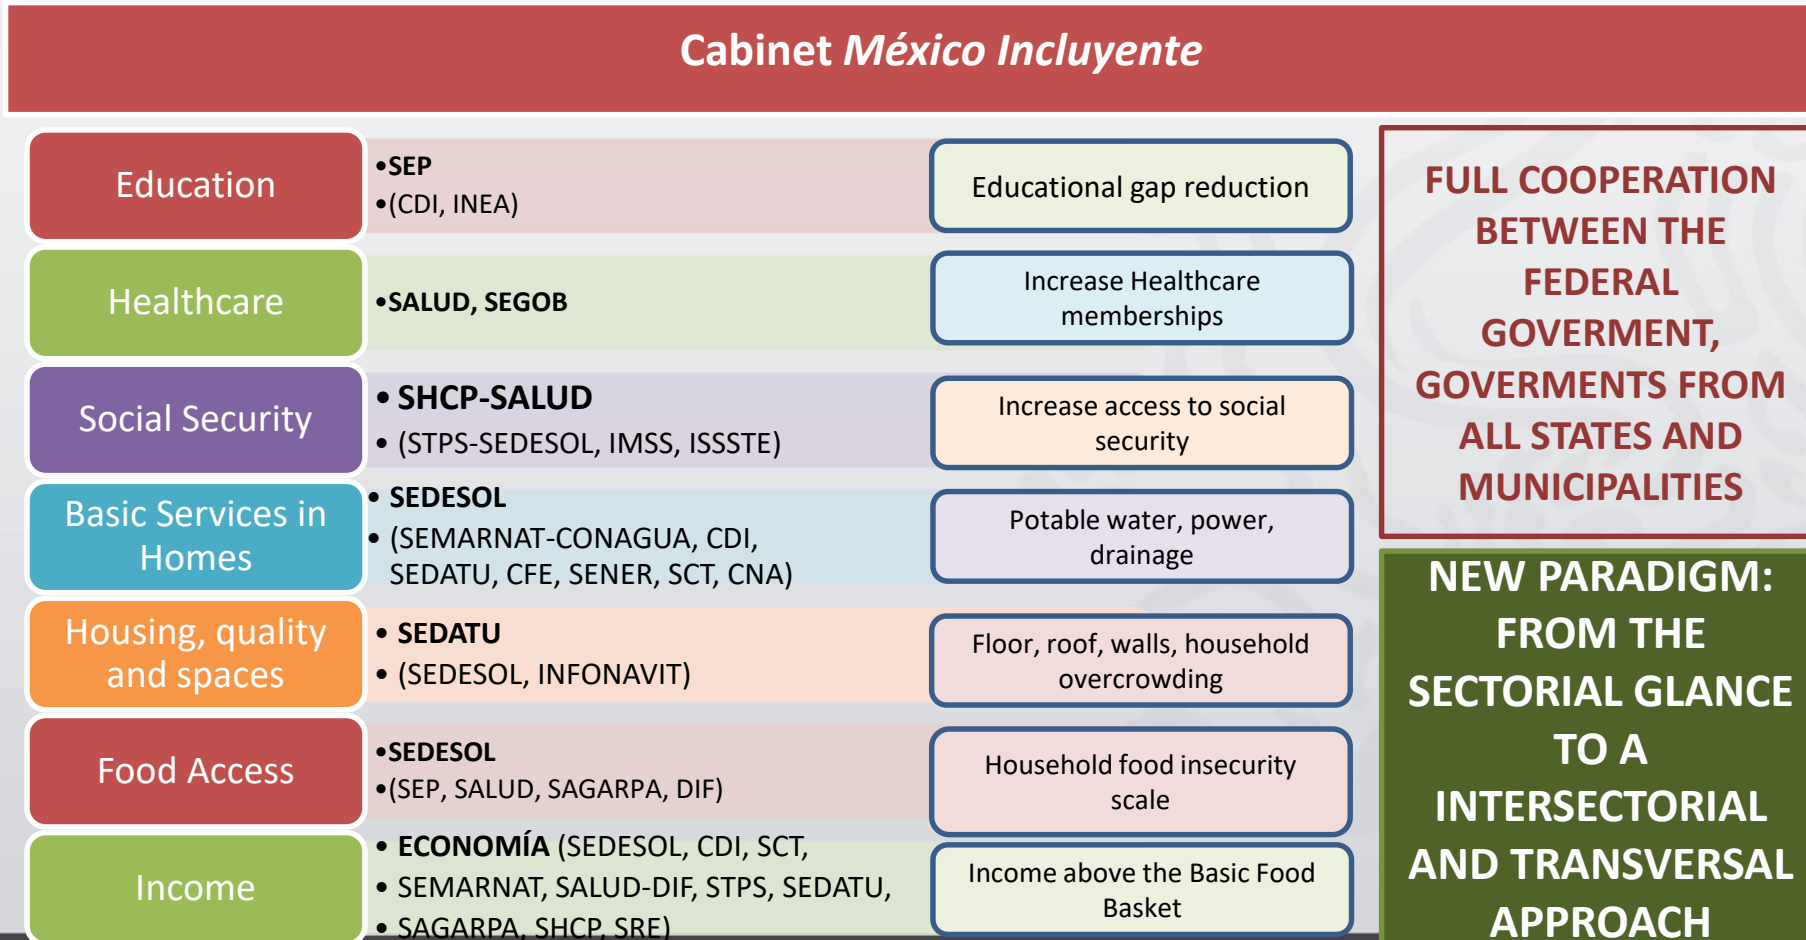 Cabinet México Incluyente
Education
•SEP
•(CDI, INEA)
Educational gap reduction
Healthcare
•SALUD, SEGOB
Increase Healthcare
memberships
Social Security
• SHCP-SALUD
• (STPS-SEDESOL, IMSS, ISSSTE)
Increase access to social
security
Basic Services in
Homes
• SEDESOL
• (SEMARNAT-CONAGUA, CDI,
SEDATU, CFE, SENER, SCT, CNA)
Potable water, power,
drainage
Housing, quality
and spaces
• SEDATU
• (SEDESOL, INFONAVIT)
Floor, roof, walls, household
overcrowding
Food Access
•SEDESOL
•(SEP, SALUD, SAGARPA, DIF)
Household food insecurity
scale
Income
• ECONOMÍA (SEDESOL, CDI, SCT,
• SEMARNAT, SALUD-DIF, STPS, SEDATU,
• SAGARPA, SHCP, SRE)
Income above the Basic Food
Basket
FULL COOPERATION
BETWEEN THE
FEDERAL
GOVERMENT,
GOVERMENTS FROM
ALL STATES AND
MUNICIPALITIES
NEW PARADIGM:
FROM THE
SECTORIAL GLANCE
TO A
INTERSECTORIAL
AND TRANSVERSAL
APPROACH